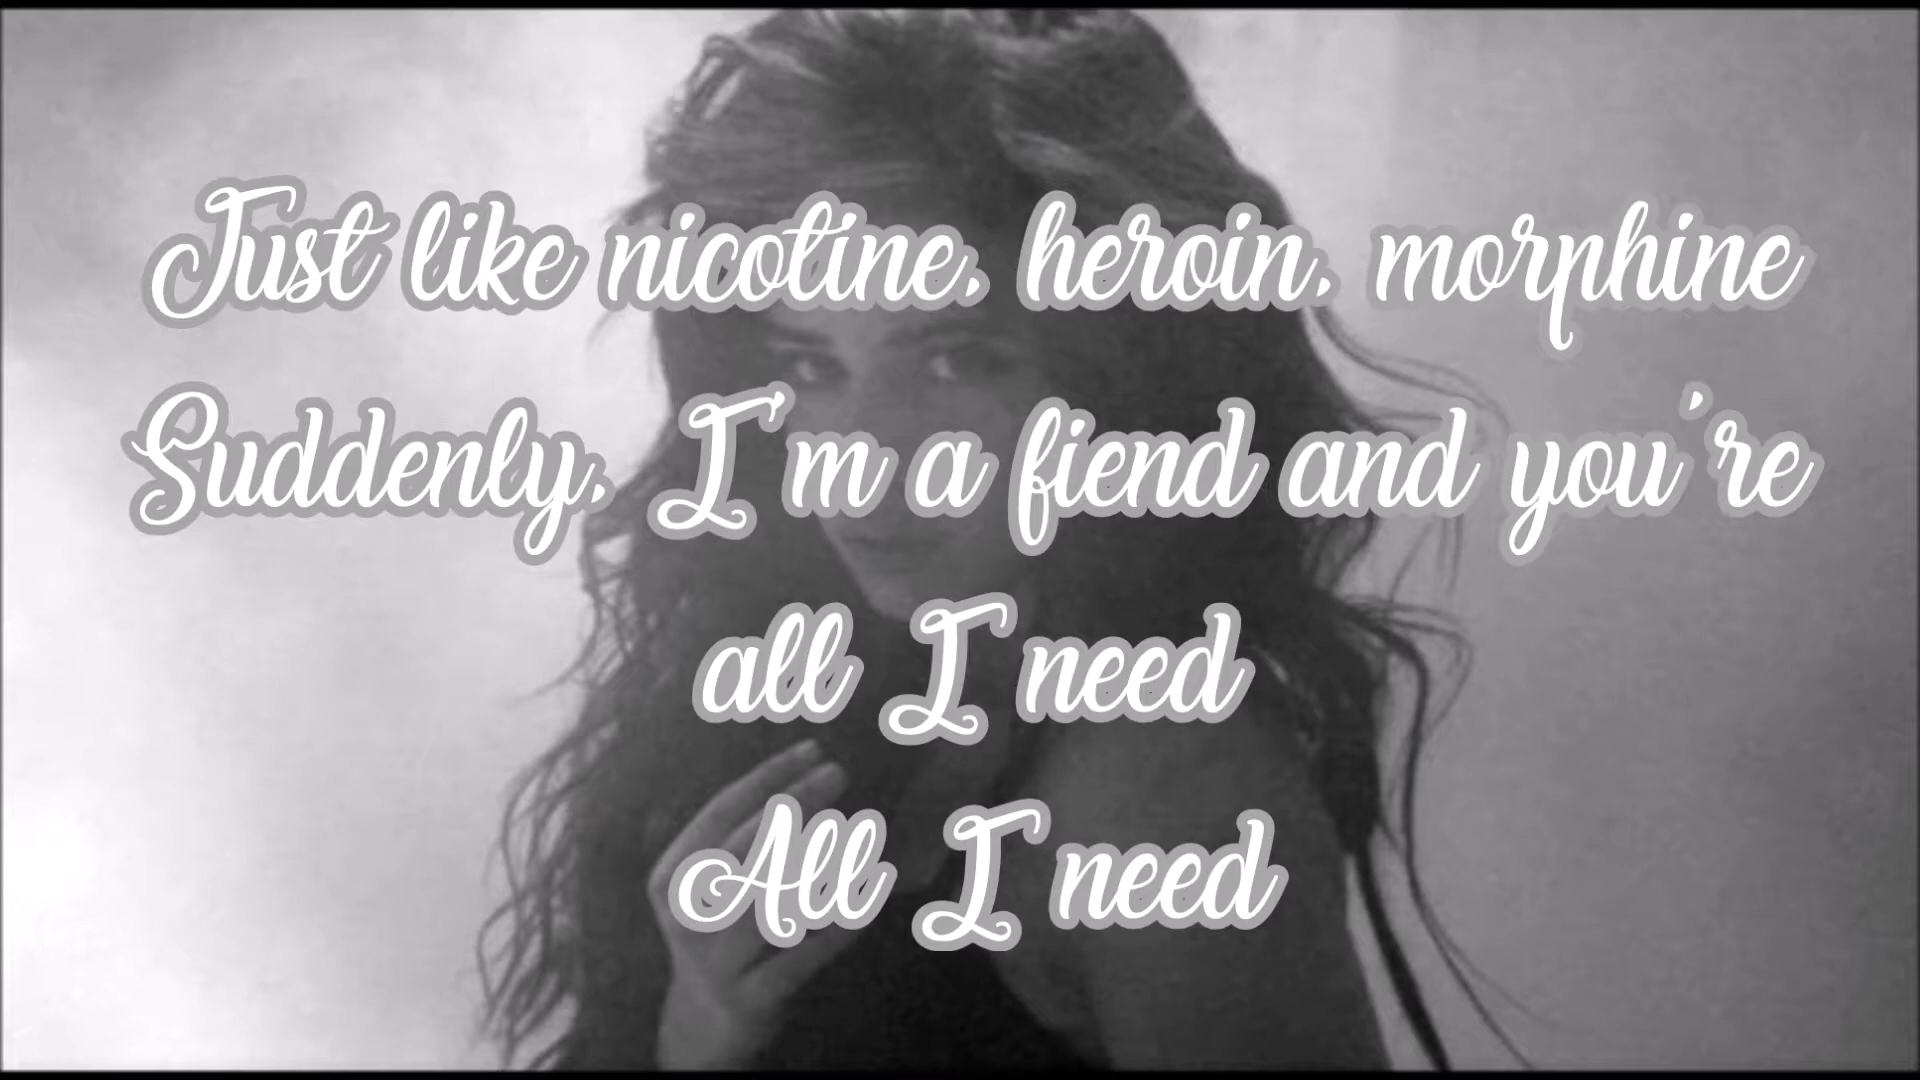 Just like nicotine, heroin, morphine
Suddenly, I'm a fiend and you're
all I need
All I need